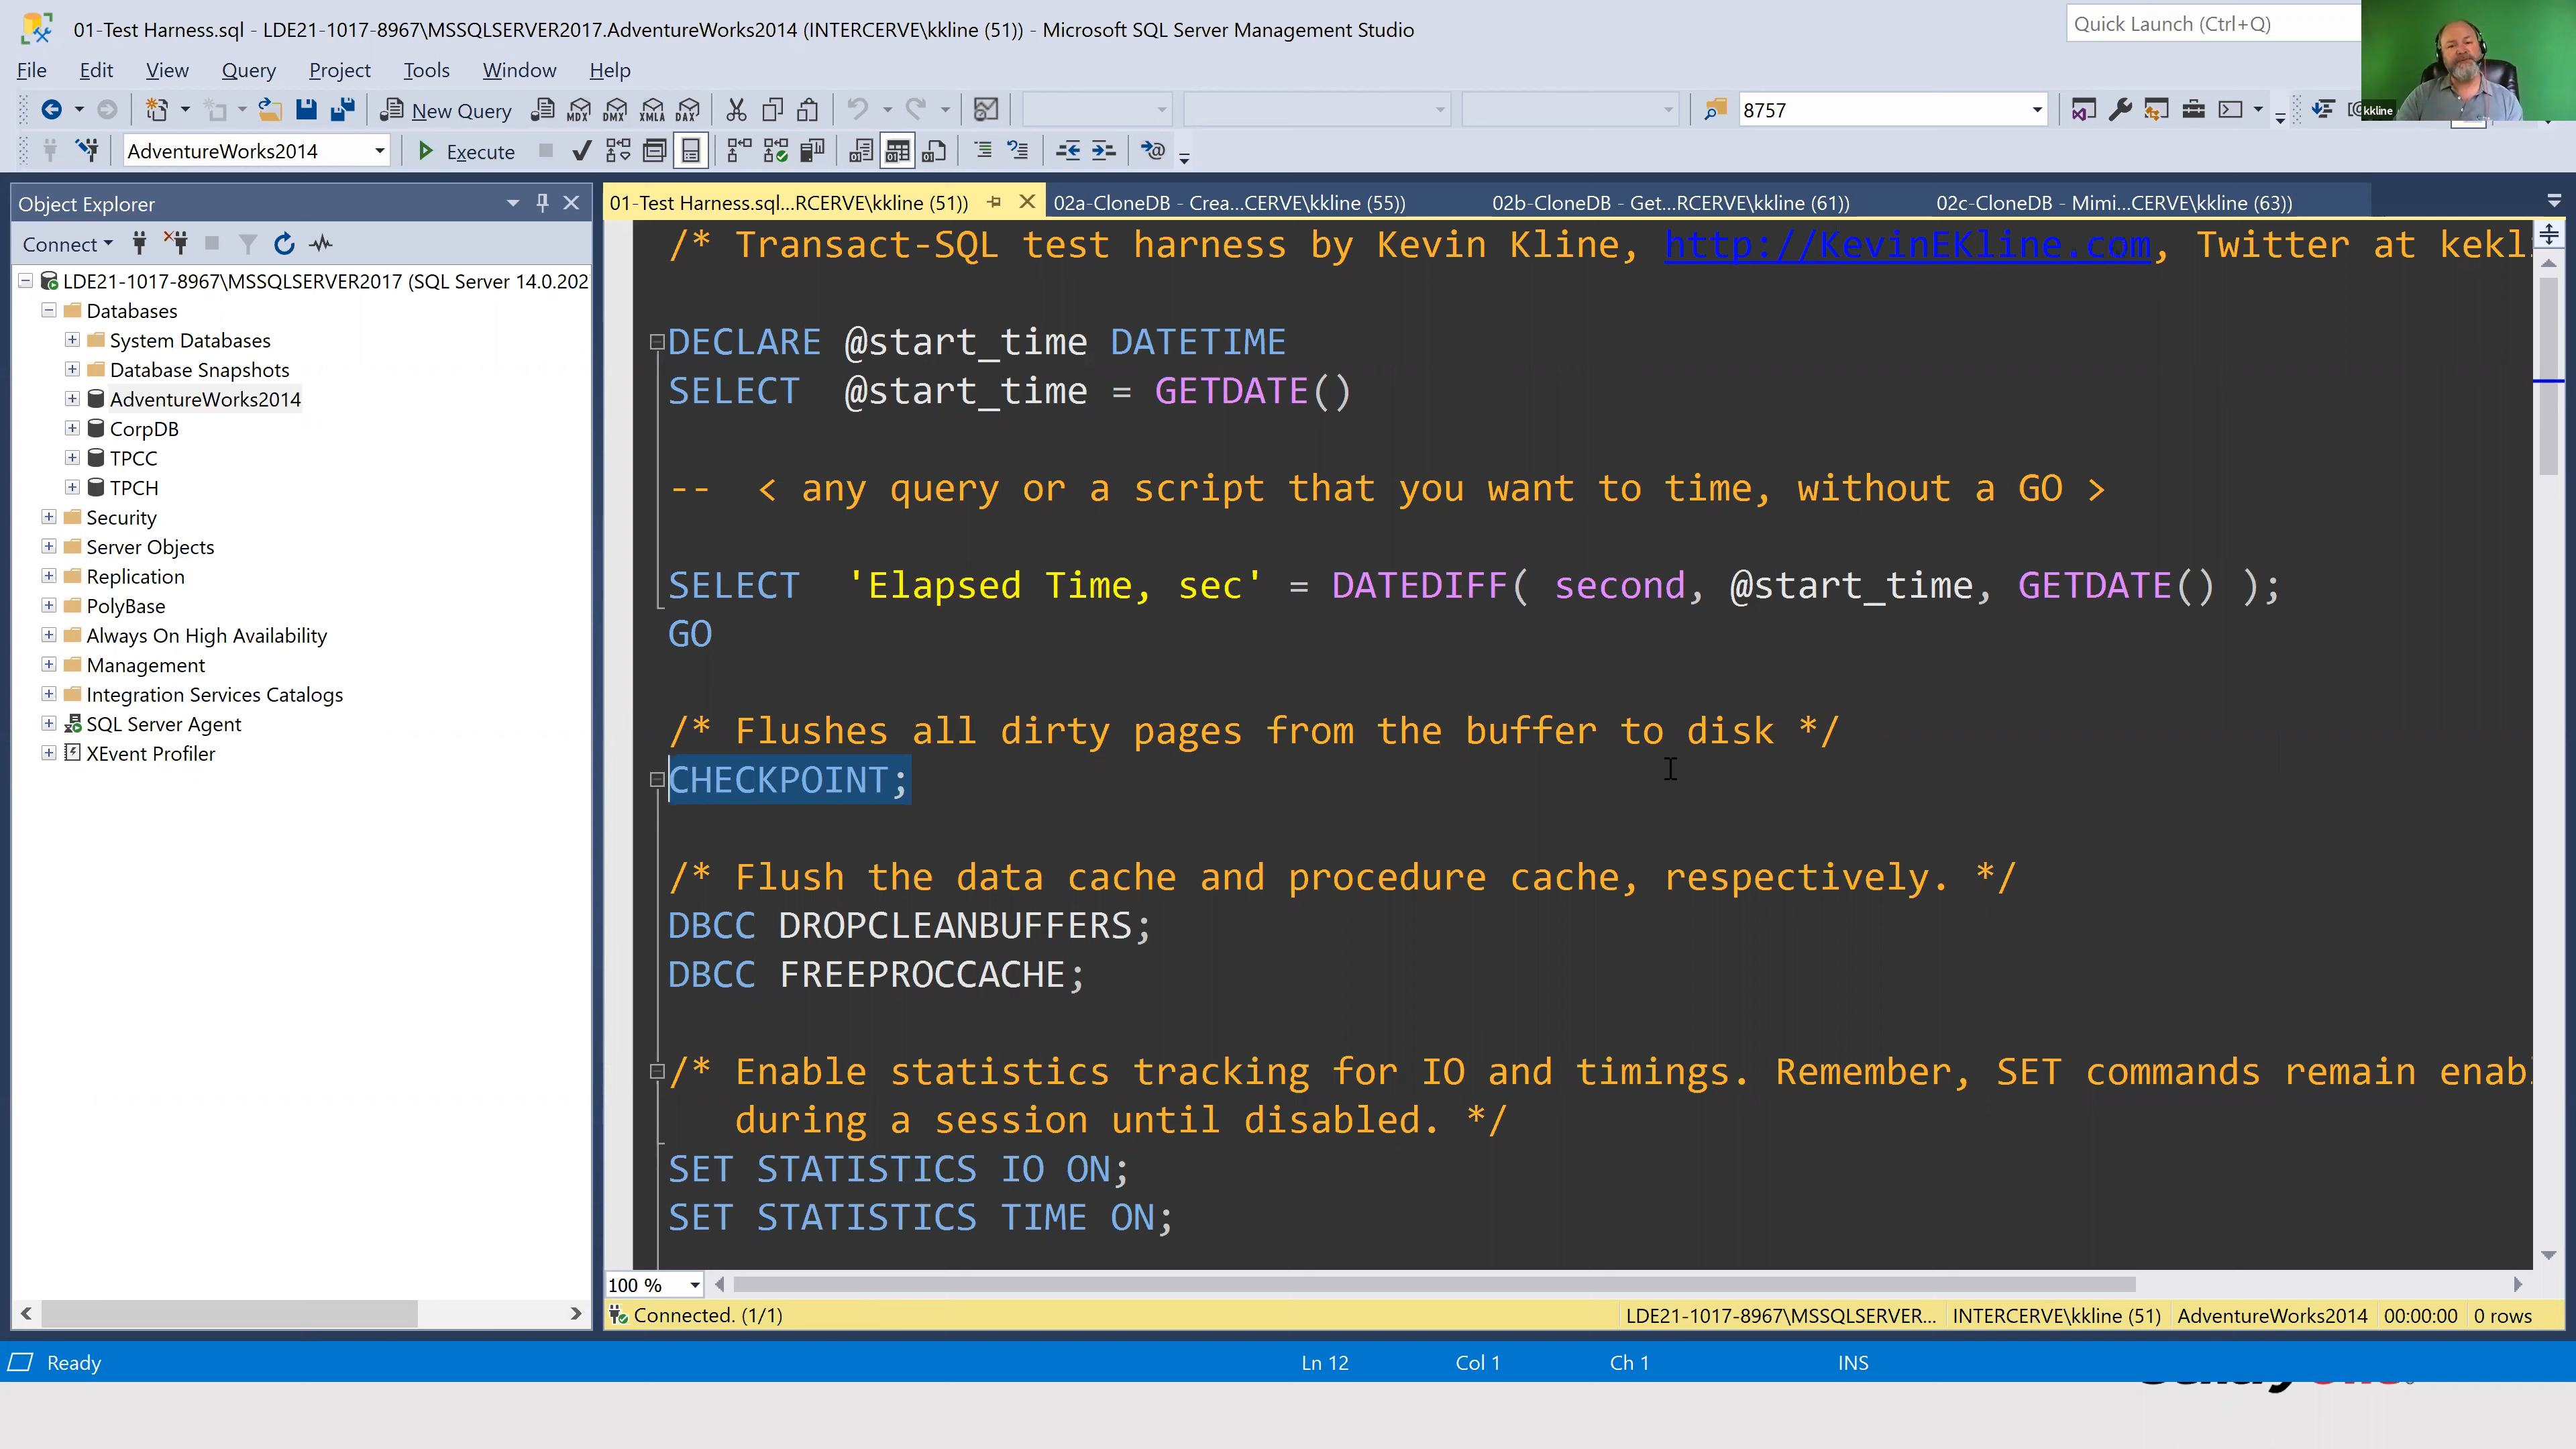 01-Test Harness.sql - LDE21-1017-8967\MSSQLSERVER2017.AdventureWorks2014 (INTERCERVE\kkline (51)) - Microsoft SQL Server Management Studio
Quick Launch (Ctrl+Q)
File Edit View Query Project Tools Window Help
New Query MDX DMX XMLA DAX 8757
kkline
AdventureWorks2014 Execute
Object Explorer
01-Test Harness.sql...RCERVE\kkline (51)) 02a-CloneDB - Crea...CERVE\kkline (55)) 02b-CloneDB - Get...RCERVE\kkline (61)) 02c-CloneDB - Mimi...CERVE\kkline (63))
Connect
LDE21-1017-8967\MSSQLSERVER2017 (SQL Server 14.0.202
Databases
System Databases
Database Snapshots
AdventureWorks2014
CorpDB
TPCC
TPCH
Security
Server Objects
Replication
PolyBase
Always On High Availability
Management
Integration Services Catalogs
SQL Server Agent
XEvent Profiler
/* Transact-SQL test harness by Kevin Kline, http://KevinEKline.com, Twitter at kekli
DECLARE @start_time DATETIME
SELECT @start_time = GETDATE()
-- < any query or a script that you want to time, without a GO >
SELECT 'Elapsed Time, sec' = DATEDIFF( second, @start_time, GETDATE() );
GO
/* Flushes all dirty pages from the buffer to disk */
CHECKPOINT;
/* Flush the data cache and procedure cache, respectively. */
DBCC DROPCLEANBUFFERS;
DBCC FREEPROCCACHE;
/* Enable statistics tracking for IO and timings. Remember, SET commands remain enab
during a session until disabled. */
SET STATISTICS IO ON;
SET STATISTICS TIME ON;
100 %
Connected. (1/1) LDE21-1017-8967\MSSQLSERVER... INTERCERVE\kkline (51) AdventureWorks2014 00:00:00 0 rows
Ready Ln 12 Col 1 Ch 1 INS